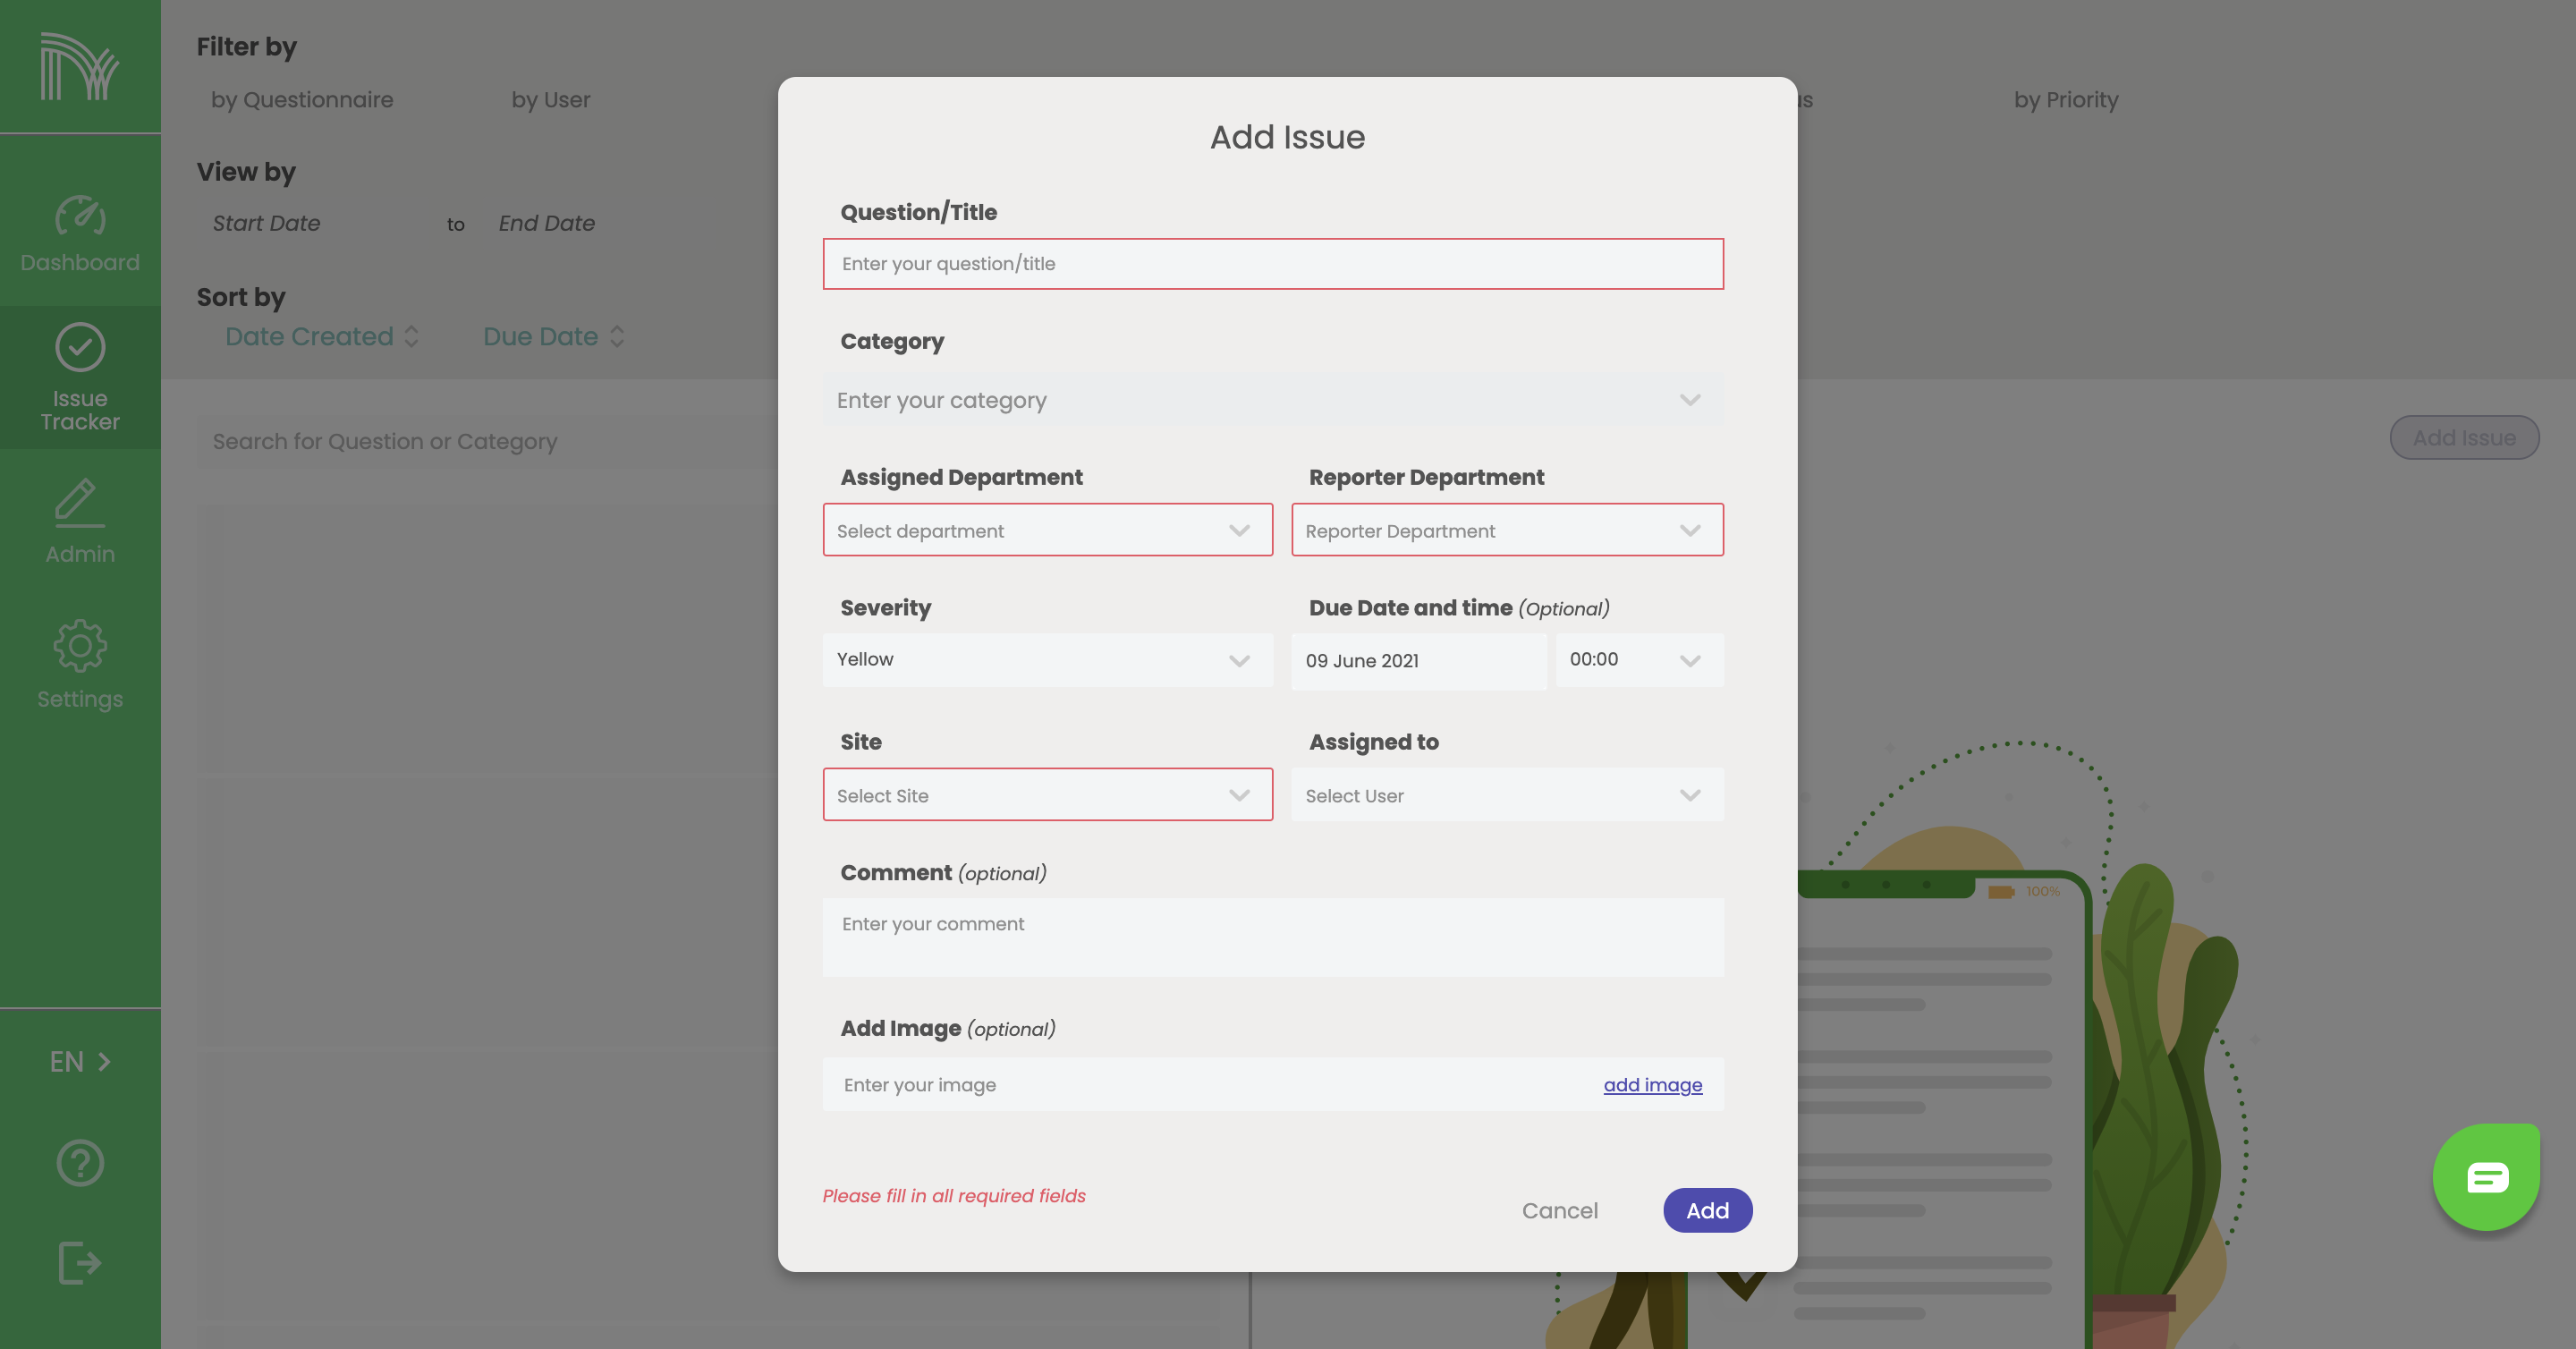 Filter by
by Questionnaire
by User
by Priority
View by
Start Date
to
End Date
Sort by
Date Created
Due Date
Search for Question or Category
Add Issue
Dashboard
Issue
Tracker
Admin
Settings
EN
Add Issue
Question/Title
Enter your question/title
Category
Enter your category
Assigned Department
Reporter Department
Select department
Reporter Department
Severity
Due Date and time (Optional)
Yellow
09 June 2021
00:00
Site
Assigned to
Select Site
Select User
Comment (optional)
Enter your comment
Add Image (optional)
Enter your image
add image
Please fill in all required fields
Cancel
Add
100%